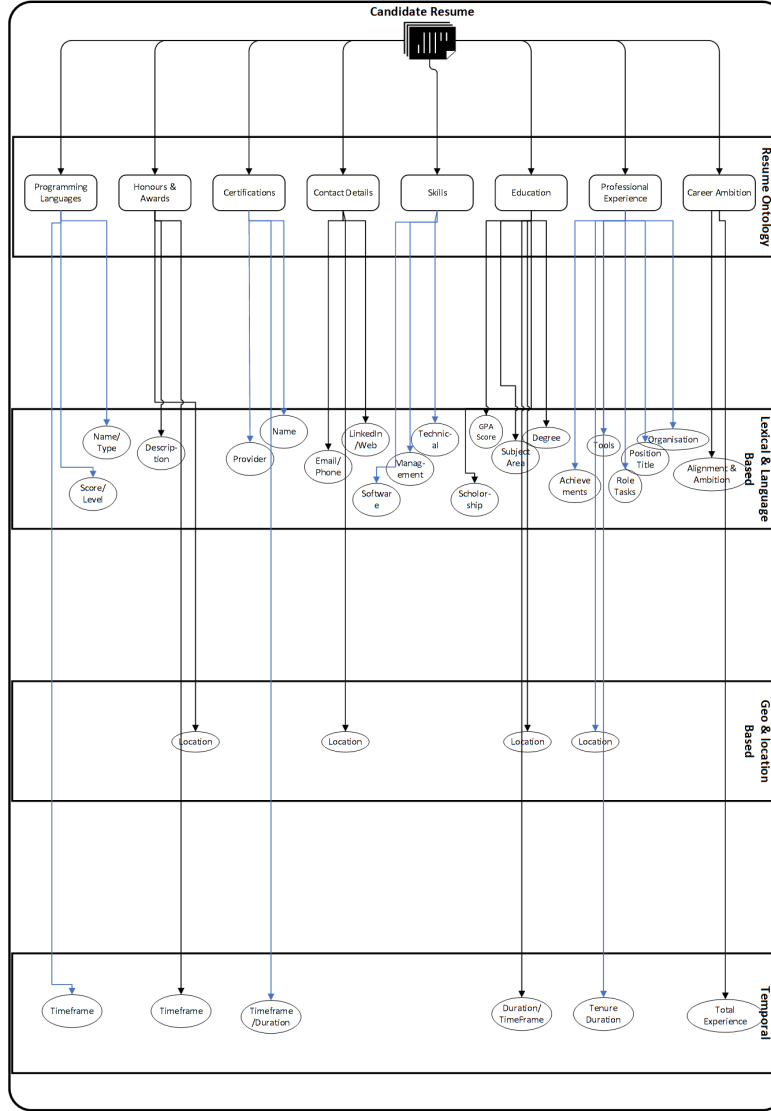 Candidate Resume
Programming
Languages
Honours &
Awards
Certifications
Contact Details
Skills
Education
Professional
Experience
Career Ambition
Resume Ontology
Name/
Type
Score/
Level
Descrip-
tion
Provider
Name
Email/
Phone
LinkedIn
/Web
Softwar
e
Manag-
ement
Technic-
al
GPA
Score
Scholor-
ship
Subject
Area
Degree
Achieve
ments
Tools
Role
Tasks
Position
Title
Organisation
Alignment &
Ambition
Lexical & Language
Based
Location
Location
Location
Location
Geo & location
Based
Timeframe
Timeframe
Timeframe
/Duration
Duration/
TimeFrame
Tenure
Duration
Total
Experience
Temporal